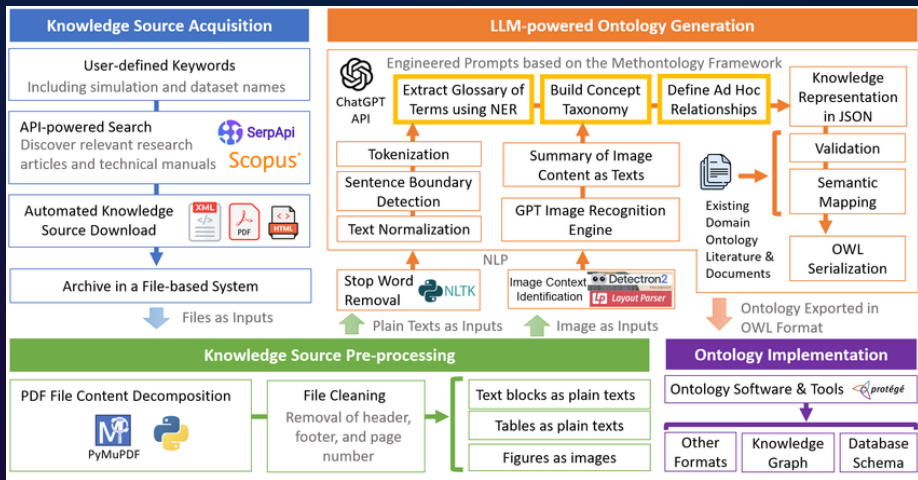 Knowledge Source Acquisition
User-defined Keywords
Including simulation and dataset names
API-powered Search
Discover relevant research
articles and technical manuals
SerpApi
Scopus
Automated Knowledge
Source Download
XML
PDF
HTML
Archive in a File-based System
Files as Inputs
LLM-powered Ontology Generation
Engineered Prompts based on the Methontology Framework
ChatGPT
API
Extract Glossary of
Terms using NER
Build Concept
Taxonomy
Define Ad Hoc
Relationships
Knowledge
Representation
in JSON
Tokenization
Sentence Boundary
Detection
Text Normalization
Summary of Image
Content as Texts
GPT Image Recognition
Engine
Validation
Semantic
Mapping
Existing
Domain
Ontology
Literature &
Documents
OWL
Serialization
NLP
Stop Word
Removal
NLTK
Image Context
Identification
Detectron2
LP Layout Parser
Plain Texts as Inputs
Image as Inputs
Ontology Exported in
OWL Format
Knowledge Source Pre-processing
PDF File Content Decomposition
PyMuPDF
File Cleaning
Removal of header,
footer, and page
number
Text blocks as plain texts
Tables as plain texts
Figures as images
Ontology Implementation
Ontology Software & Tools
protégé
Other
Formats
Knowledge
Graph
Database
Schema